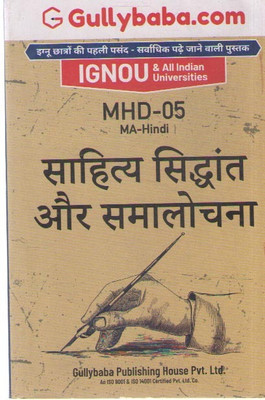 Gullybaba.com
इग्नू छात्रों की पहली पसंद - सर्वाधिक पढ़े जाने वाली पुस्तक
IGNOU & All Indian Universities
MHD-05
MA-Hindi
साहित्य सिद्धांत
और समालोचना
Gullybaba Publishing House Pvt. Ltd.
An ISO 9001 & ISO 14001 Certified Pvt. Ltd. Co.